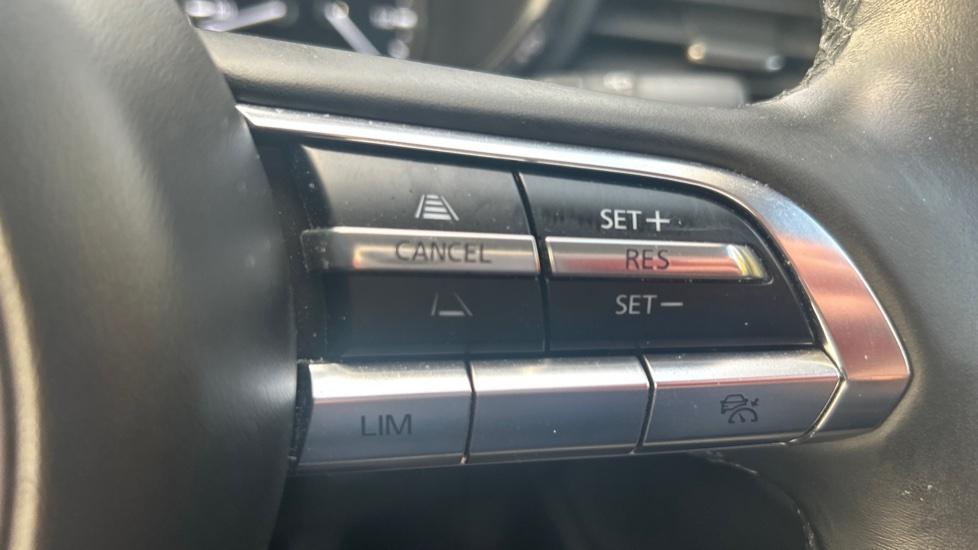 SET+
CANCEL RES
SET-
LIM